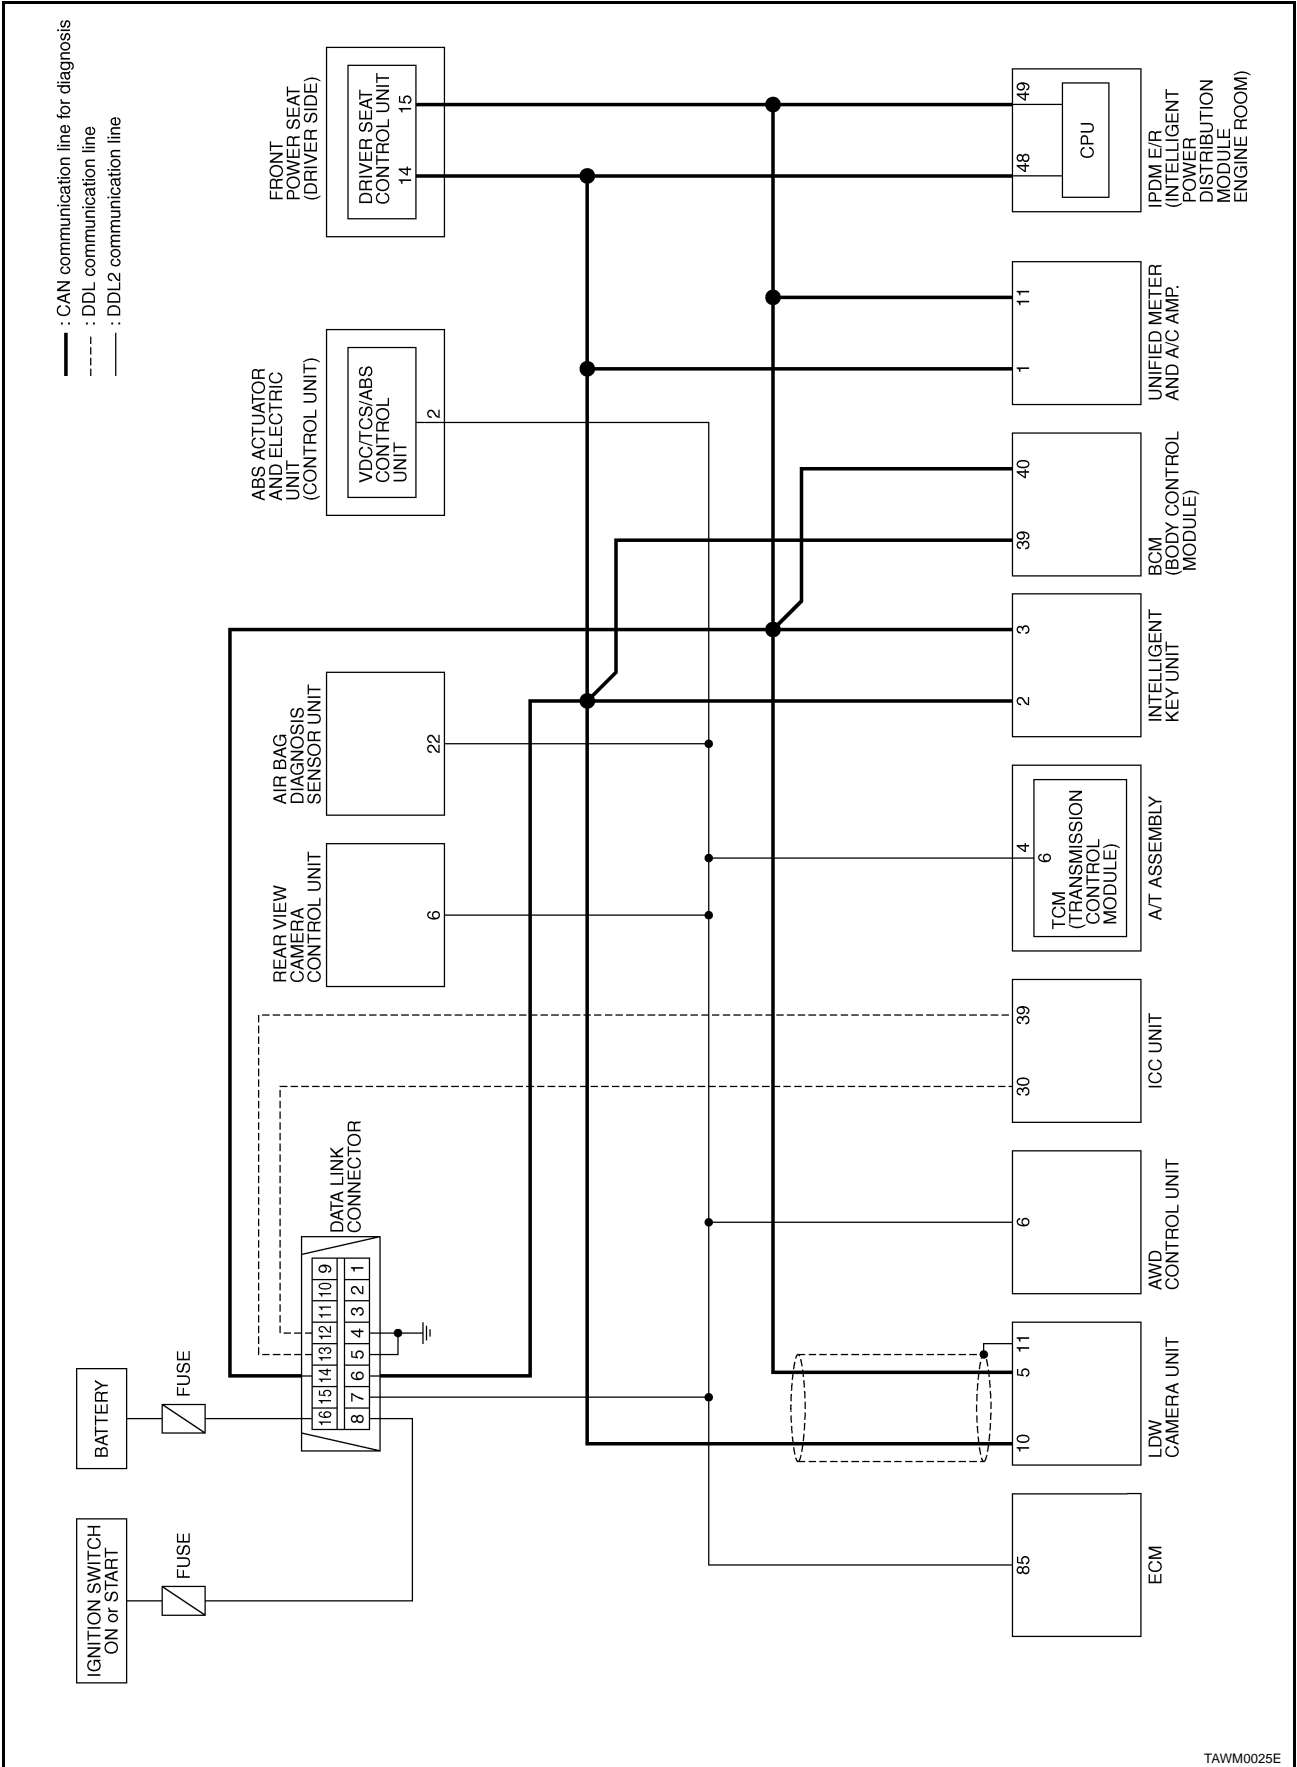 : CAN communication line for diagnosis
: DDL communication line
: DDL2 communication line
IGNITION SWITCH
ON or START
FUSE
BATTERY
FUSE
DATA LINK
CONNECTOR
16 15 14 13 12 11 10 9
8 7 6 5 4 3 2 1
REAR VIEW
CAMERA
CONTROL UNIT
6
AIR BAG
DIAGNOSIS
SENSOR UNIT
22
ABS ACTUATOR
AND ELECTRIC
UNIT
(CONTROL UNIT)
VDC/TCS/ABS
CONTROL
UNIT
2
FRONT
POWER SEAT
(DRIVER SIDE)
DRIVER SEAT
CONTROL UNIT
14 15
85
ECM
10 5 11
LDW
CAMERA UNIT
6
AWD
CONTROL UNIT
30 39
ICC UNIT
4
6
TCM
(TRANSMISSION
CONTROL
MODULE)
A/T ASSEMBLY
2 3
INTELLIGENT
KEY UNIT
39 40
BCM
(BODY CONTROL
MODULE)
1 11
UNIFIED METER
AND A/C AMP.
48 49
CPU
IPDM E/R
(INTELLIGENT
POWER
DISTRIBUTION
MODULE
ENGINE ROOM)
TAWM0025E